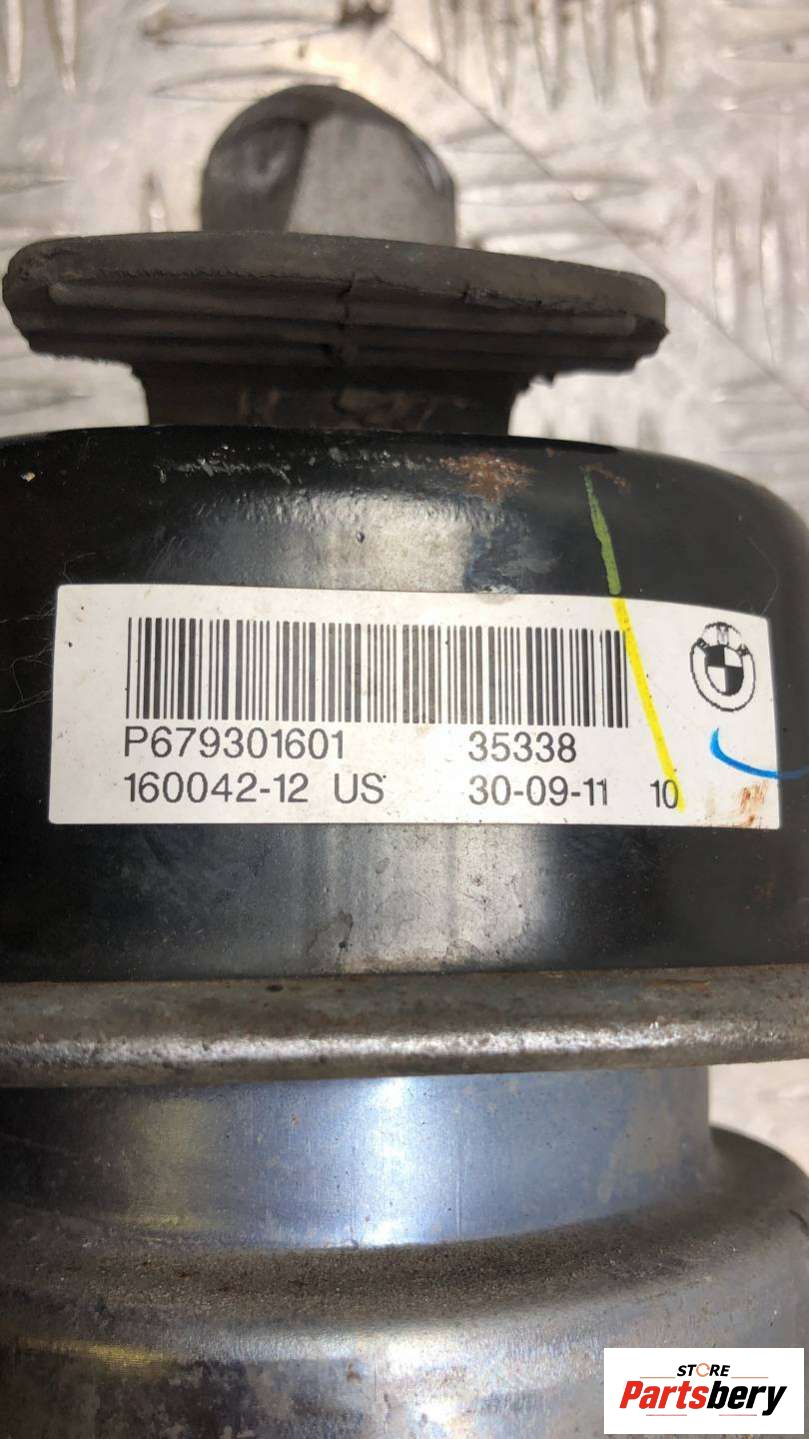 P679301601 35338
160042-12 US 30-09-11 10
STORE
Partsbery